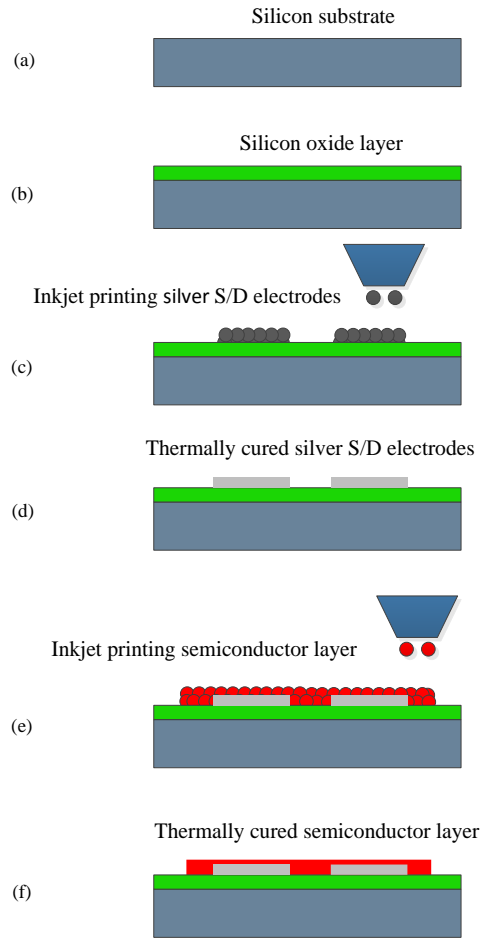 Silicon substrate
(a)
Silicon oxide layer
(b)
Inkjet printing silver S/D electrodes
(c)
Thermally cured silver S/D electrodes
(d)
Inkjet printing semiconductor layer
(e)
Thermally cured semiconductor layer
(f)